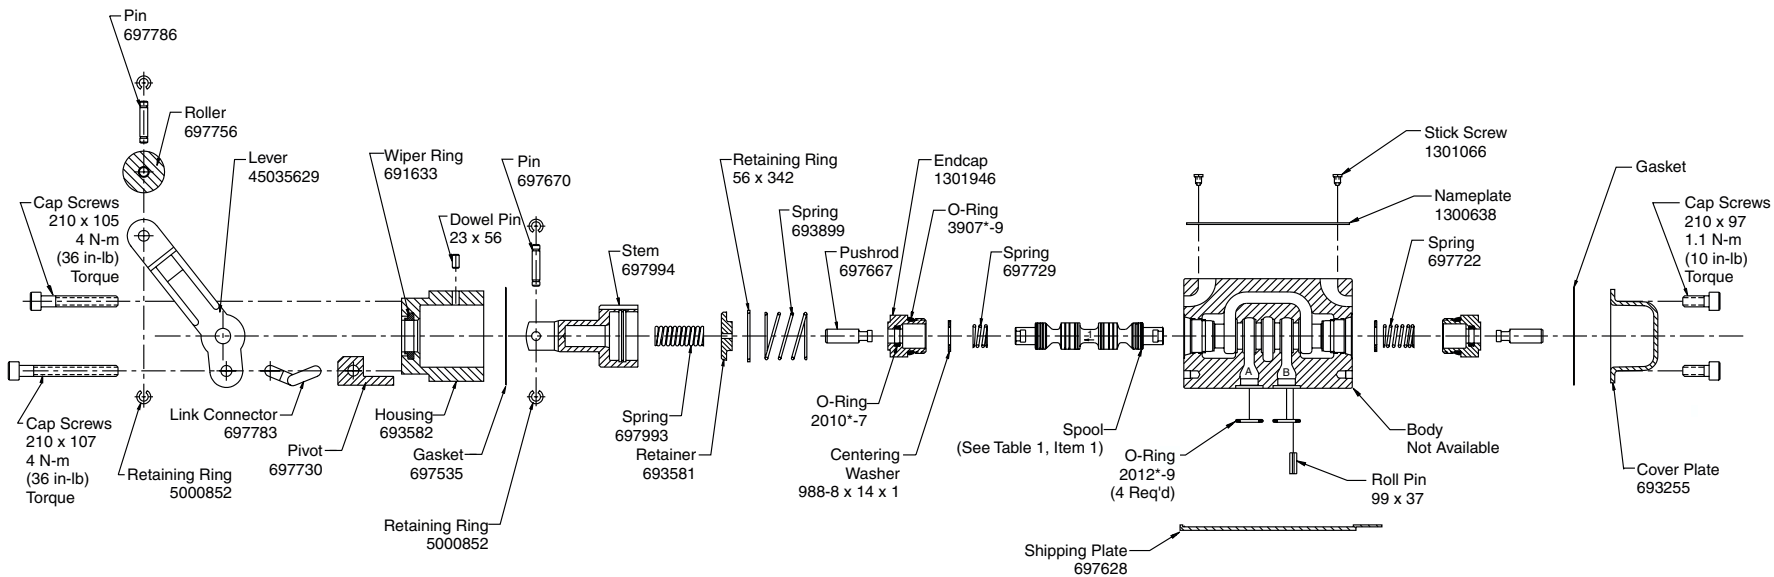 Pin
697786
Roller
697756
Lever
45035629
Cap Screws
210 x 105
4 N-m
(36 in-lb)
Torque
Cap Screws
210 x 107
4 N-m
(36 in-lb)
Torque
Retaining Ring
5000852
Link Connector
697783
Pivot
697730
Wiper Ring
691633
Dowel Pin
23 x 56
Housing
693582
Gasket
697535
Pin
697670
Retaining Ring
5000852
Stem
697994
Spring
697993
Retainer
693581
Retaining Ring
56 x 342
Spring
693899
Pushrod
697667
Endcap
1301946
O-Ring
3907*-9
O-Ring
2010*-7
Centering
Washer
988-8 x 14 x 1
Spring
697729
Spool
(See Table 1, Item 1)
Stick Screw
1301066
Nameplate
1300638
A
B
O-Ring
2012*-9
(4 Req'd)
Roll Pin
99 x 37
Body
Not Available
Shipping Plate
697628
Spring
697722
Gasket
Cap Screws
210 x 97
1.1 N-m
(10 in-lb)
Torque
Cover Plate
693255